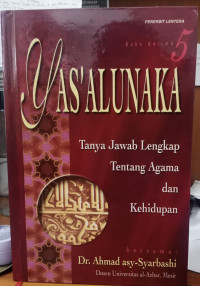 PENERBIT LENTERA
Buku Kelima
5
YAS'ALUNAKA
Tanya Jawab Lengkap
Tentang Agama
dan
Kehidupan
bersama:
Dr. Ahmad asy-Syarbashi
Dosen Universitas al-Azhar, Mesir